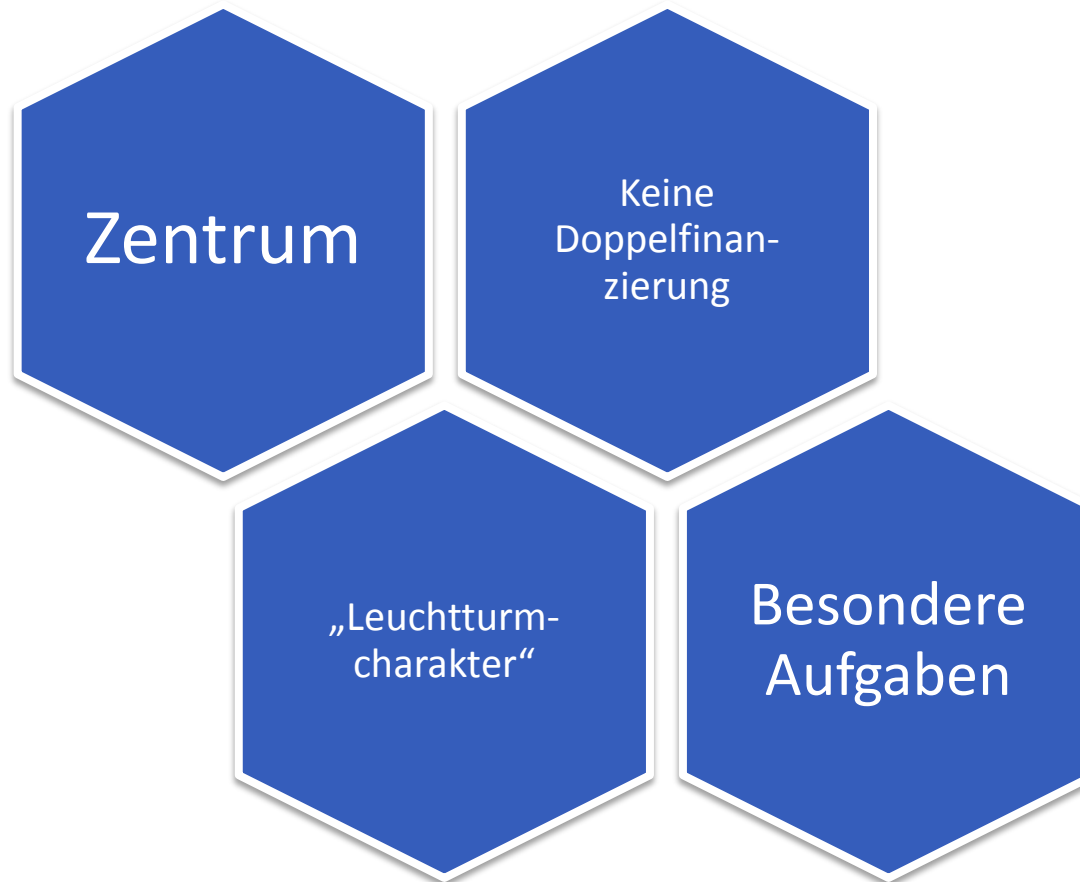 Zentrum
Keine
Doppelfinan-
zierung
„Leuchtturm-
charakter“
Besondere
Aufgaben